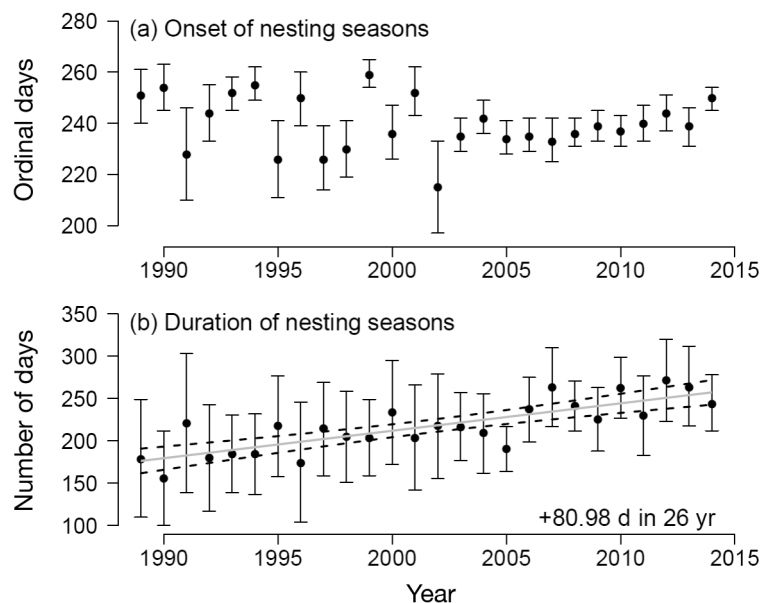 (a) Onset of nesting seasons
Ordinal days
280
260
240
220
200
1990 1995 2000 2005 2010 2015
(b) Duration of nesting seasons
Number of days
350
300
250
200
150
100
+80.98 d in 26 yr
1990 1995 2000 2005 2010 2015
Year